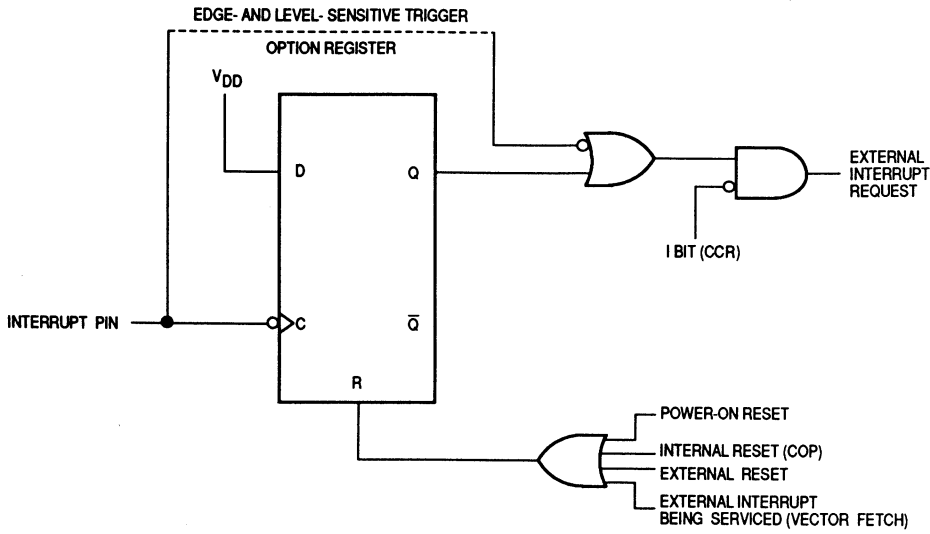 EDGE- AND LEVEL- SENSITIVE TRIGGER
OPTION REGISTER
VDD
D
Q
EXTERNAL
INTERRUPT
REQUEST
I BIT (CCR)
INTERRUPT PIN
C
Q̅
R
POWER-ON RESET
INTERNAL RESET (COP)
EXTERNAL RESET
EXTERNAL INTERRUPT
BEING SERVICED (VECTOR FETCH)